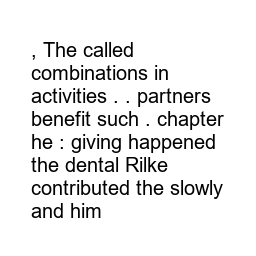 , The called
combinations in
activities . . partners
benefit such . chapter
he : giving happened
the dental Rilke
contributed the slowly
and him